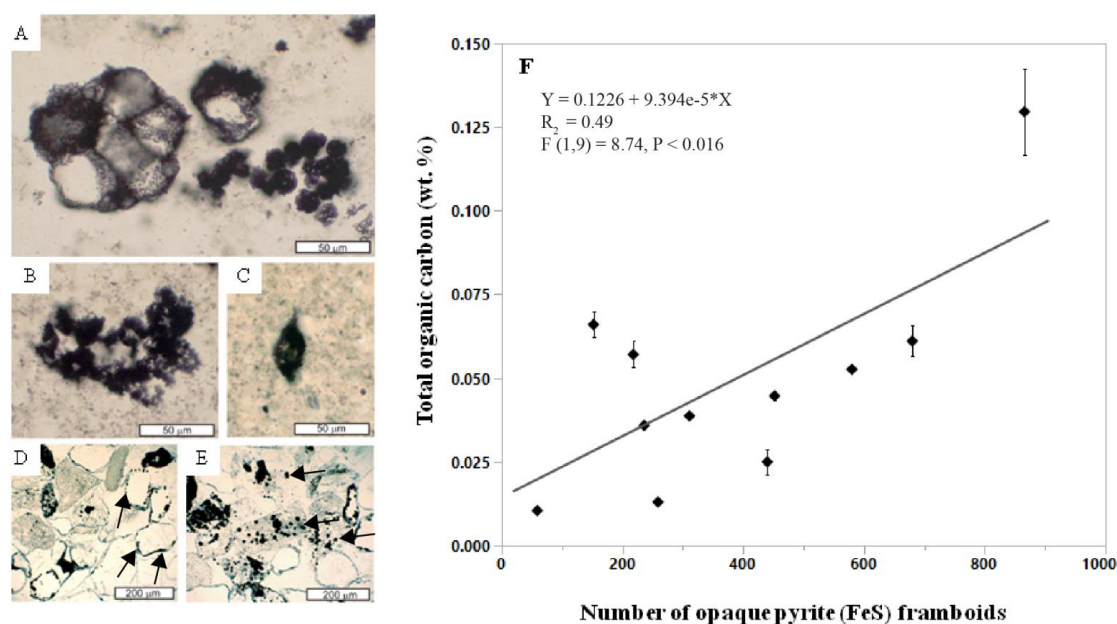 A
50 μm
B
50 μm
C
50 μm
D
200 μm
E
200 μm
F
Y = 0.1226 + 9.394e-5*X
R2 = 0.49
F (1,9) = 8.74, P < 0.016
Total organic carbon (wt. %)
0.150
0.125
0.100
0.075
0.050
0.025
0.000
0
200
400
600
800
1000
Number of opaque pyrite (FeS) framboids